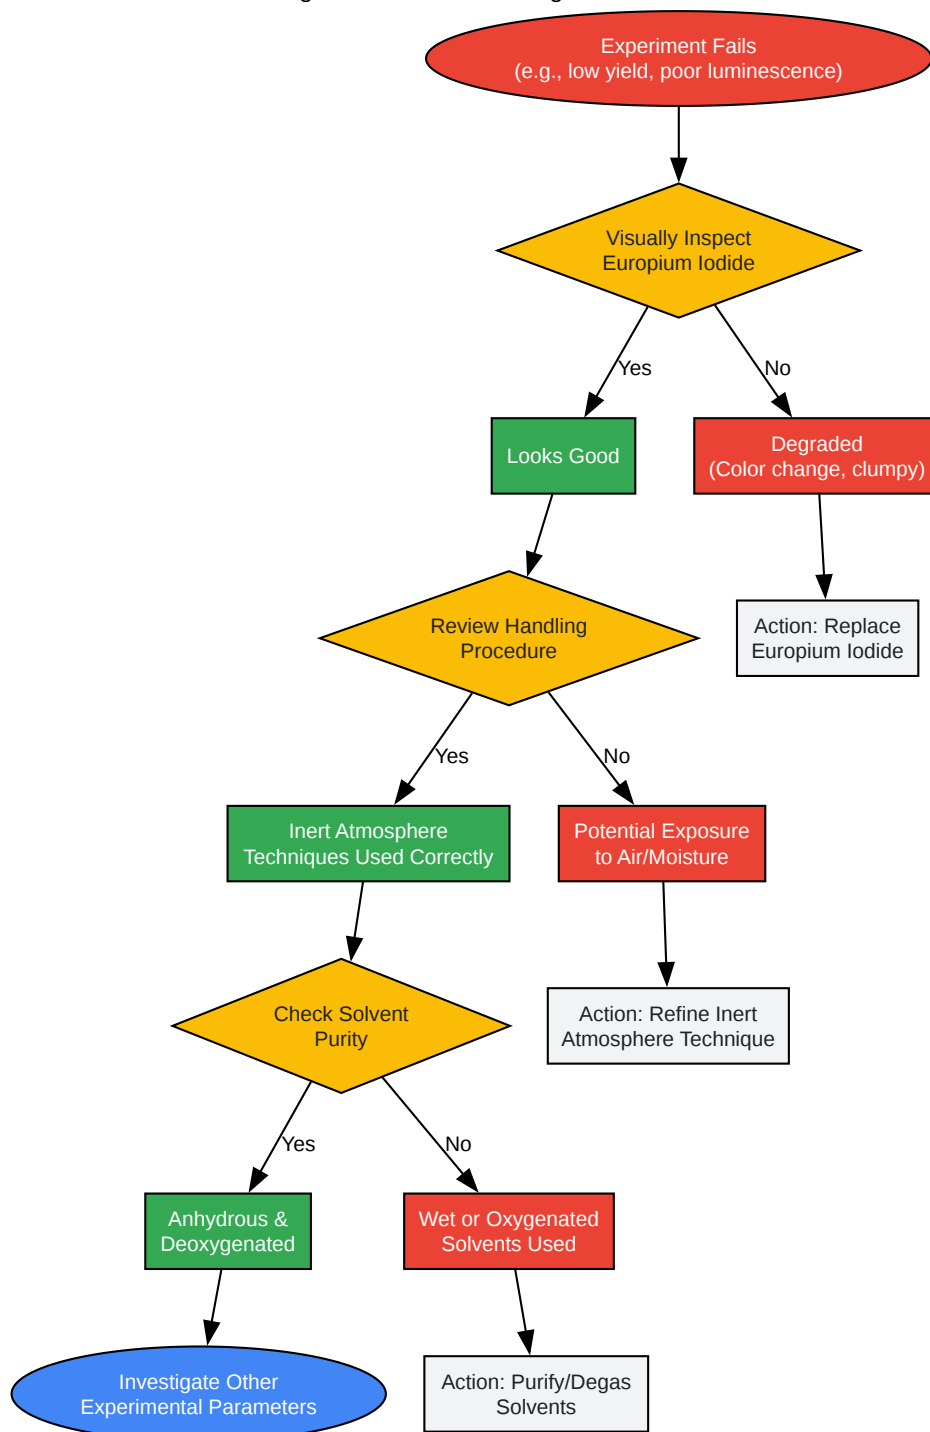 Experiment Fails
(e.g., low yield, poor luminescence)
Visually Inspect
Europium Iodide
Yes
No
Looks Good
Degraded
(Color change, clumpy)
Review Handling
Procedure
Action: Replace
Europium Iodide
Yes
No
Inert Atmosphere
Techniques Used Correctly
Potential Exposure
to Air/Moisture
Check Solvent
Purity
Action: Refine Inert
Atmosphere Technique
Yes
No
Anhydrous &
Deoxygenated
Wet or Oxygenated
Solvents Used
Investigate Other
Experimental Parameters
Action: Purify/Degas
Solvents